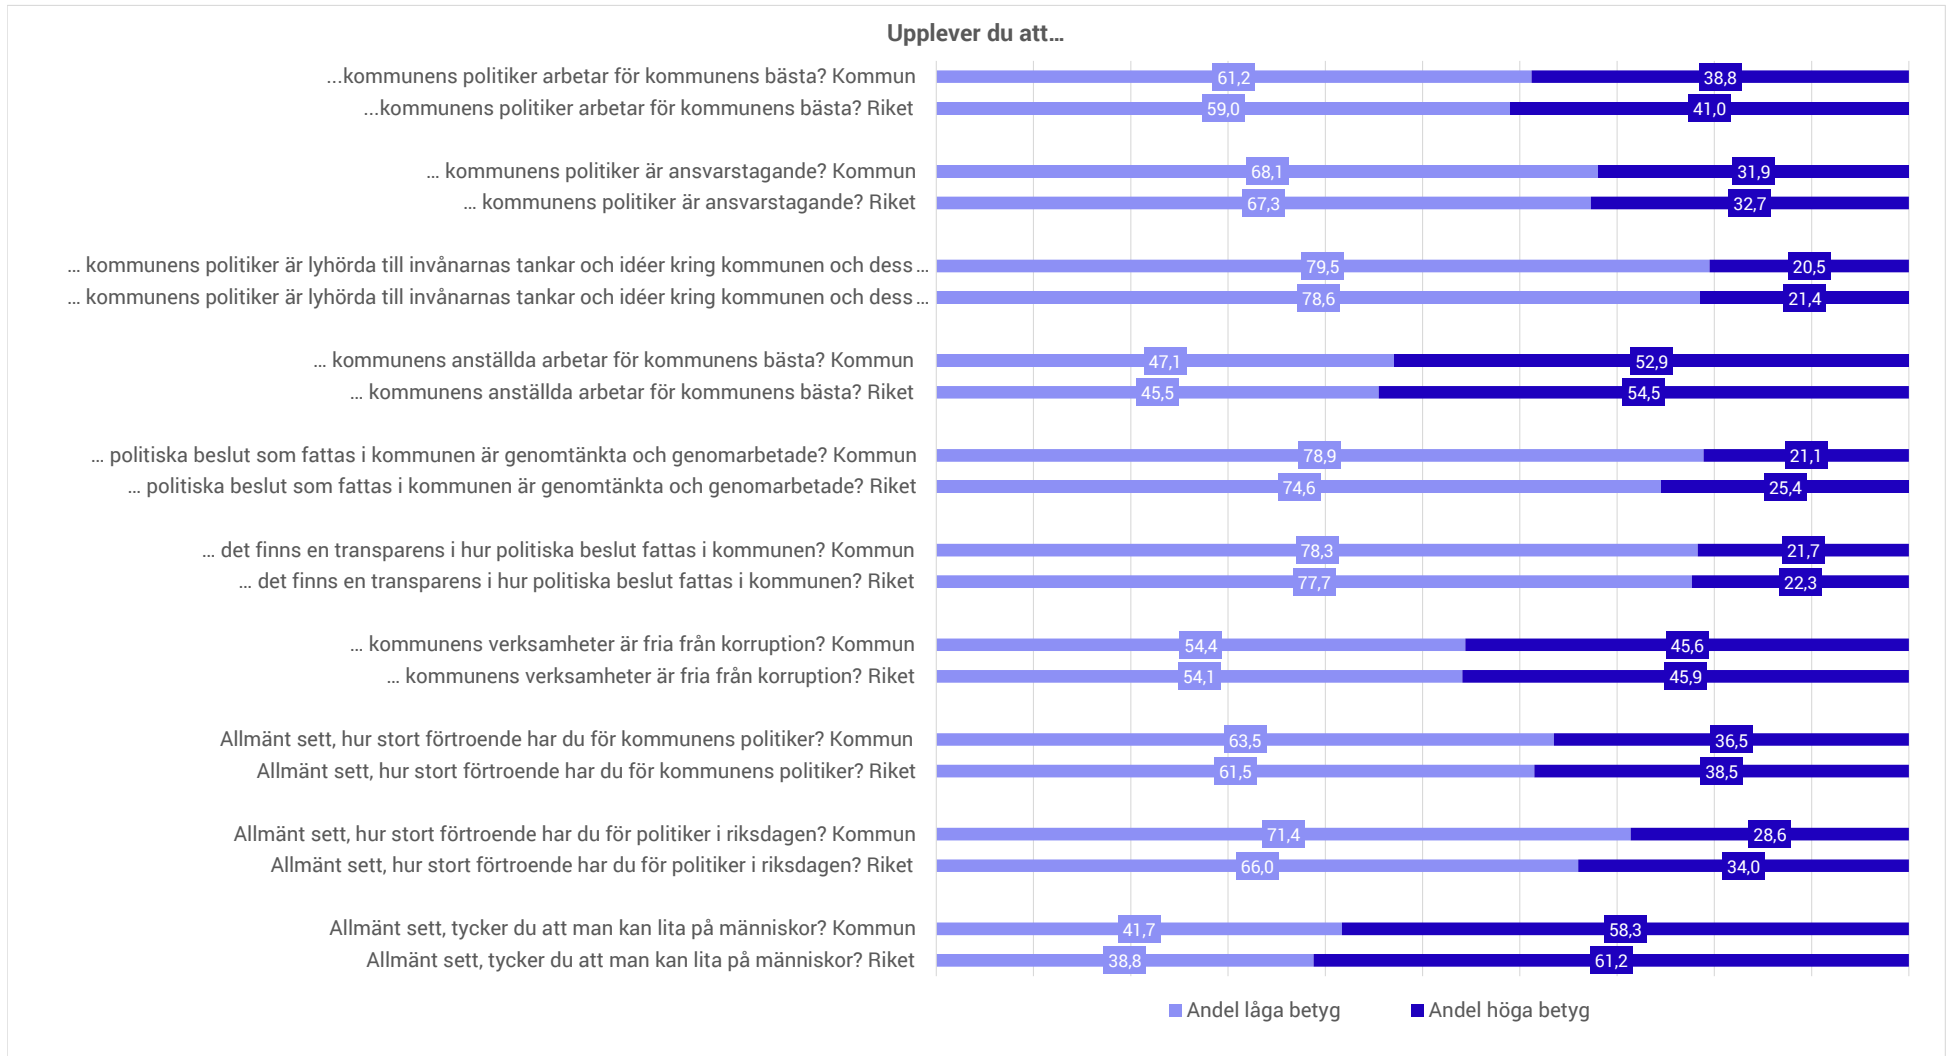 Upplever du att…
...kommunens politiker arbetar för kommunens bästa? Kommun 61,2 38,8
...kommunens politiker arbetar för kommunens bästa? Riket 59,0 41,0
… kommunens politiker är ansvarstagande? Kommun 68,1 31,9
… kommunens politiker är ansvarstagande? Riket 67,3 32,7
… kommunens politiker är lyhörda till invånarnas tankar och idéer kring kommunen och dess … 79,5 20,5
… kommunens politiker är lyhörda till invånarnas tankar och idéer kring kommunen och dess … 78,6 21,4
… kommunens anställda arbetar för kommunens bästa? Kommun 47,1 52,9
… kommunens anställda arbetar för kommunens bästa? Riket 45,5 54,5
… politiska beslut som fattas i kommunen är genomtänkta och genomarbetade? Kommun 78,9 21,1
… politiska beslut som fattas i kommunen är genomtänkta och genomarbetade? Riket 74,6 25,4
… det finns en transparens i hur politiska beslut fattas i kommunen? Kommun 78,3 21,7
… det finns en transparens i hur politiska beslut fattas i kommunen? Riket 77,7 22,3
… kommunens verksamheter är fria från korruption? Kommun 54,4 45,6
… kommunens verksamheter är fria från korruption? Riket 54,1 45,9
Allmänt sett, hur stort förtroende har du för kommunens politiker? Kommun 63,5 36,5
Allmänt sett, hur stort förtroende har du för kommunens politiker? Riket 61,5 38,5
Allmänt sett, hur stort förtroende har du för politiker i riksdagen? Kommun 71,4 28,6
Allmänt sett, hur stort förtroende har du för politiker i riksdagen? Riket 66,0 34,0
Allmänt sett, tycker du att man kan lita på människor? Kommun 41,7 58,3
Allmänt sett, tycker du att man kan lita på människor? Riket 38,8 61,2
Andel låga betyg Andel höga betyg